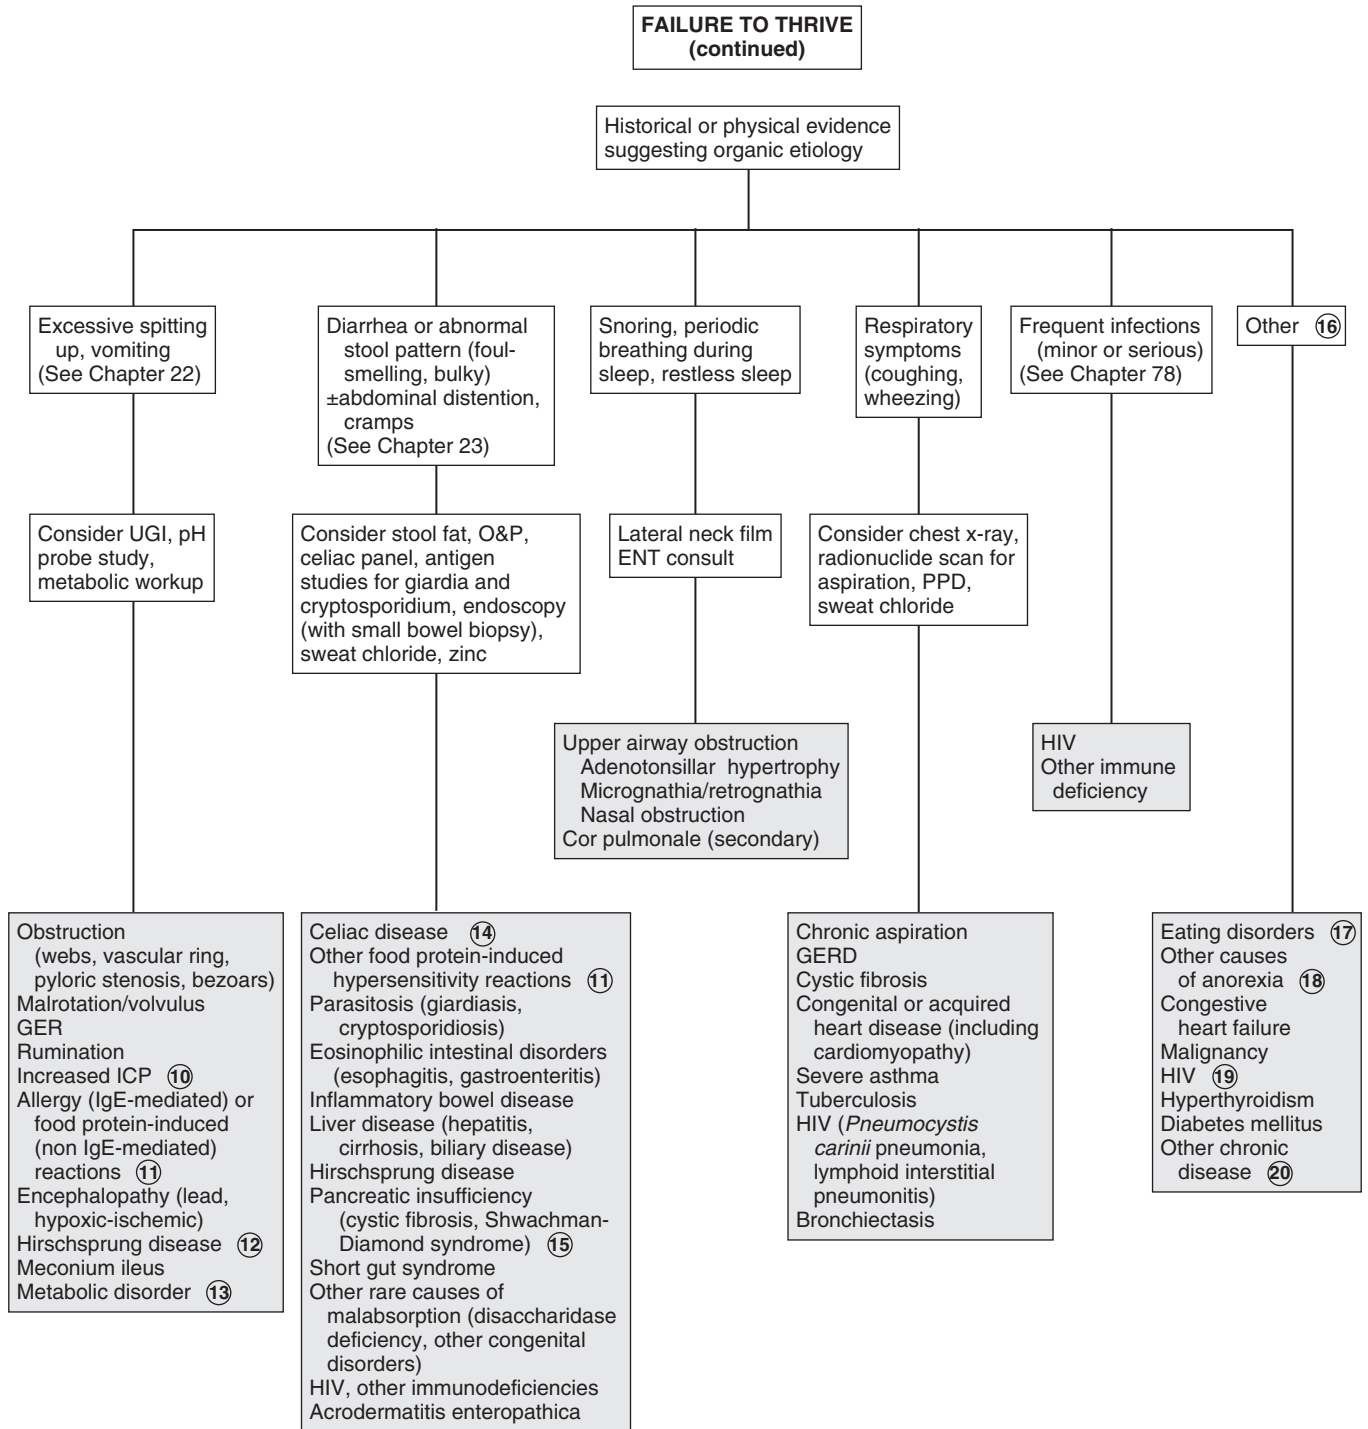 FAILURE TO THRIVE
(continued)
Historical or physical evidence
suggesting organic etiology
Excessive spitting
up, vomiting
(See Chapter 22)
Diarrhea or abnormal
stool pattern (foul-
smelling, bulky)
±abdominal distention,
cramps
(See Chapter 23)
Snoring, periodic
breathing during
sleep, restless sleep
Respiratory
symptoms
(coughing,
wheezing)
Frequent infections
(minor or serious)
(See Chapter 78)
Other 16
Consider UGI, pH
probe study,
metabolic workup
Consider stool fat, O&P,
celiac panel, antigen
studies for giardia and
cryptosporidium, endoscopy
(with small bowel biopsy),
sweat chloride, zinc
Lateral neck film
ENT consult
Consider chest x-ray,
radionuclide scan for
aspiration, PPD,
sweat chloride
Upper airway obstruction
Adenotonsillar hypertrophy
Micrognathia/retrognathia
Nasal obstruction
Cor pulmonale (secondary)
HIV
Other immune
deficiency
Obstruction
(webs, vascular ring,
pyloric stenosis, bezoars)
Malrotation/volvulus
GER
Rumination
Increased ICP 10
Allergy (IgE-mediated) or
food protein-induced
(non IgE-mediated)
reactions 11
Encephalopathy (lead,
hypoxic-ischemic)
Hirschsprung disease 12
Meconium ileus
Metabolic disorder 13
Celiac disease 14
Other food protein-induced
hypersensitivity reactions 11
Parasitosis (giardiasis,
cryptosporidiosis)
Eosinophilic intestinal disorders
(esophagitis, gastroenteritis)
Inflammatory bowel disease
Liver disease (hepatitis,
cirrhosis, biliary disease)
Hirschsprung disease
Pancreatic insufficiency
(cystic fibrosis, Shwachman-
Diamond syndrome) 15
Short gut syndrome
Other rare causes of
malabsorption (disaccharidase
deficiency, other congenital
disorders)
HIV, other immunodeficiencies
Acrodermatitis enteropathica
Chronic aspiration
GERD
Cystic fibrosis
Congenital or acquired
heart disease (including
cardiomyopathy)
Severe asthma
Tuberculosis
HIV (Pneumocystis
carinii pneumonia,
lymphoid interstitial
pneumonitis)
Bronchiectasis
Eating disorders 17
Other causes
of anorexia 18
Congestive
heart failure
Malignancy
HIV 19
Hyperthyroidism
Diabetes mellitus
Other chronic
disease 20